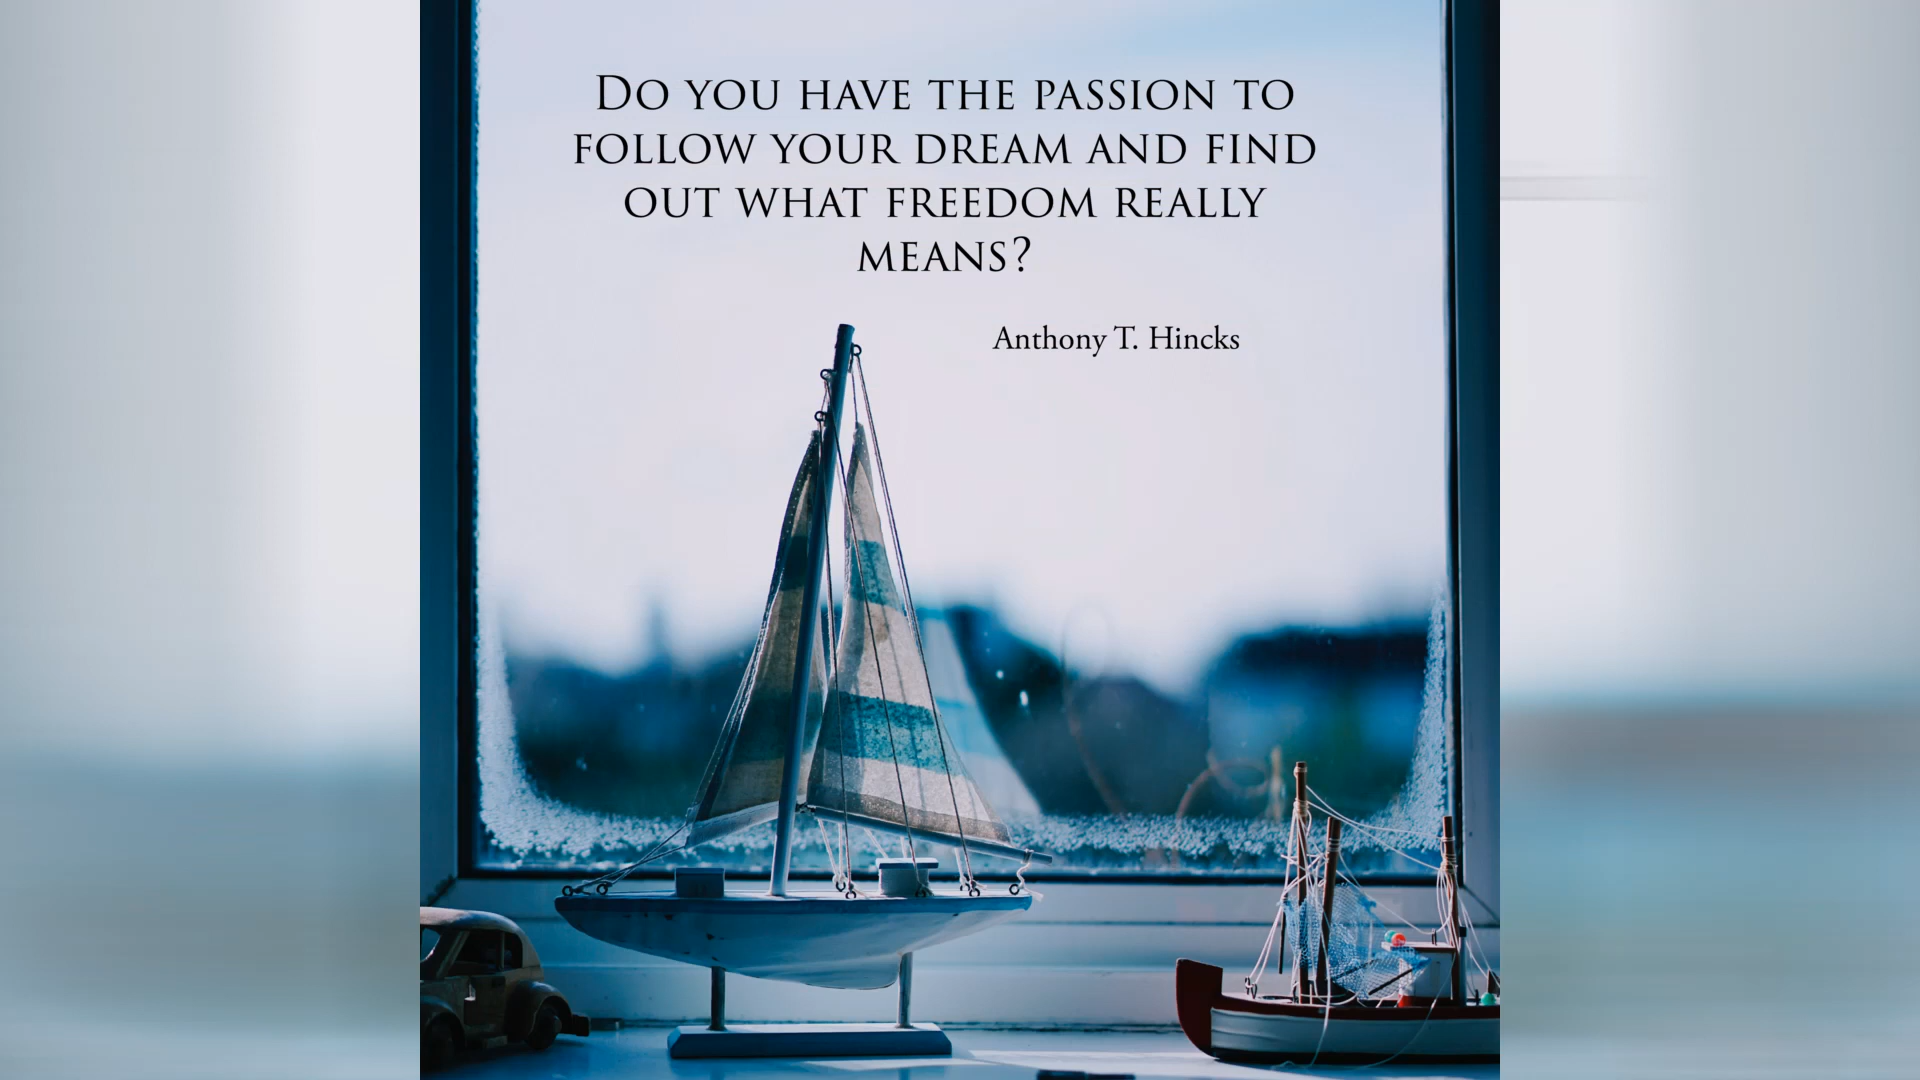 Do you have the passion to
follow your dream and find
out what freedom really
means?
Anthony T. Hincks